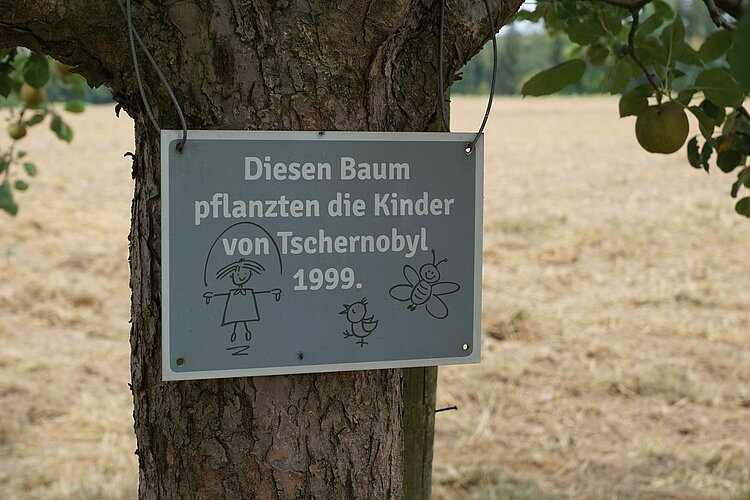 Diesen Baum
pflanzten die Kinder
von Tschernobyl
1999.